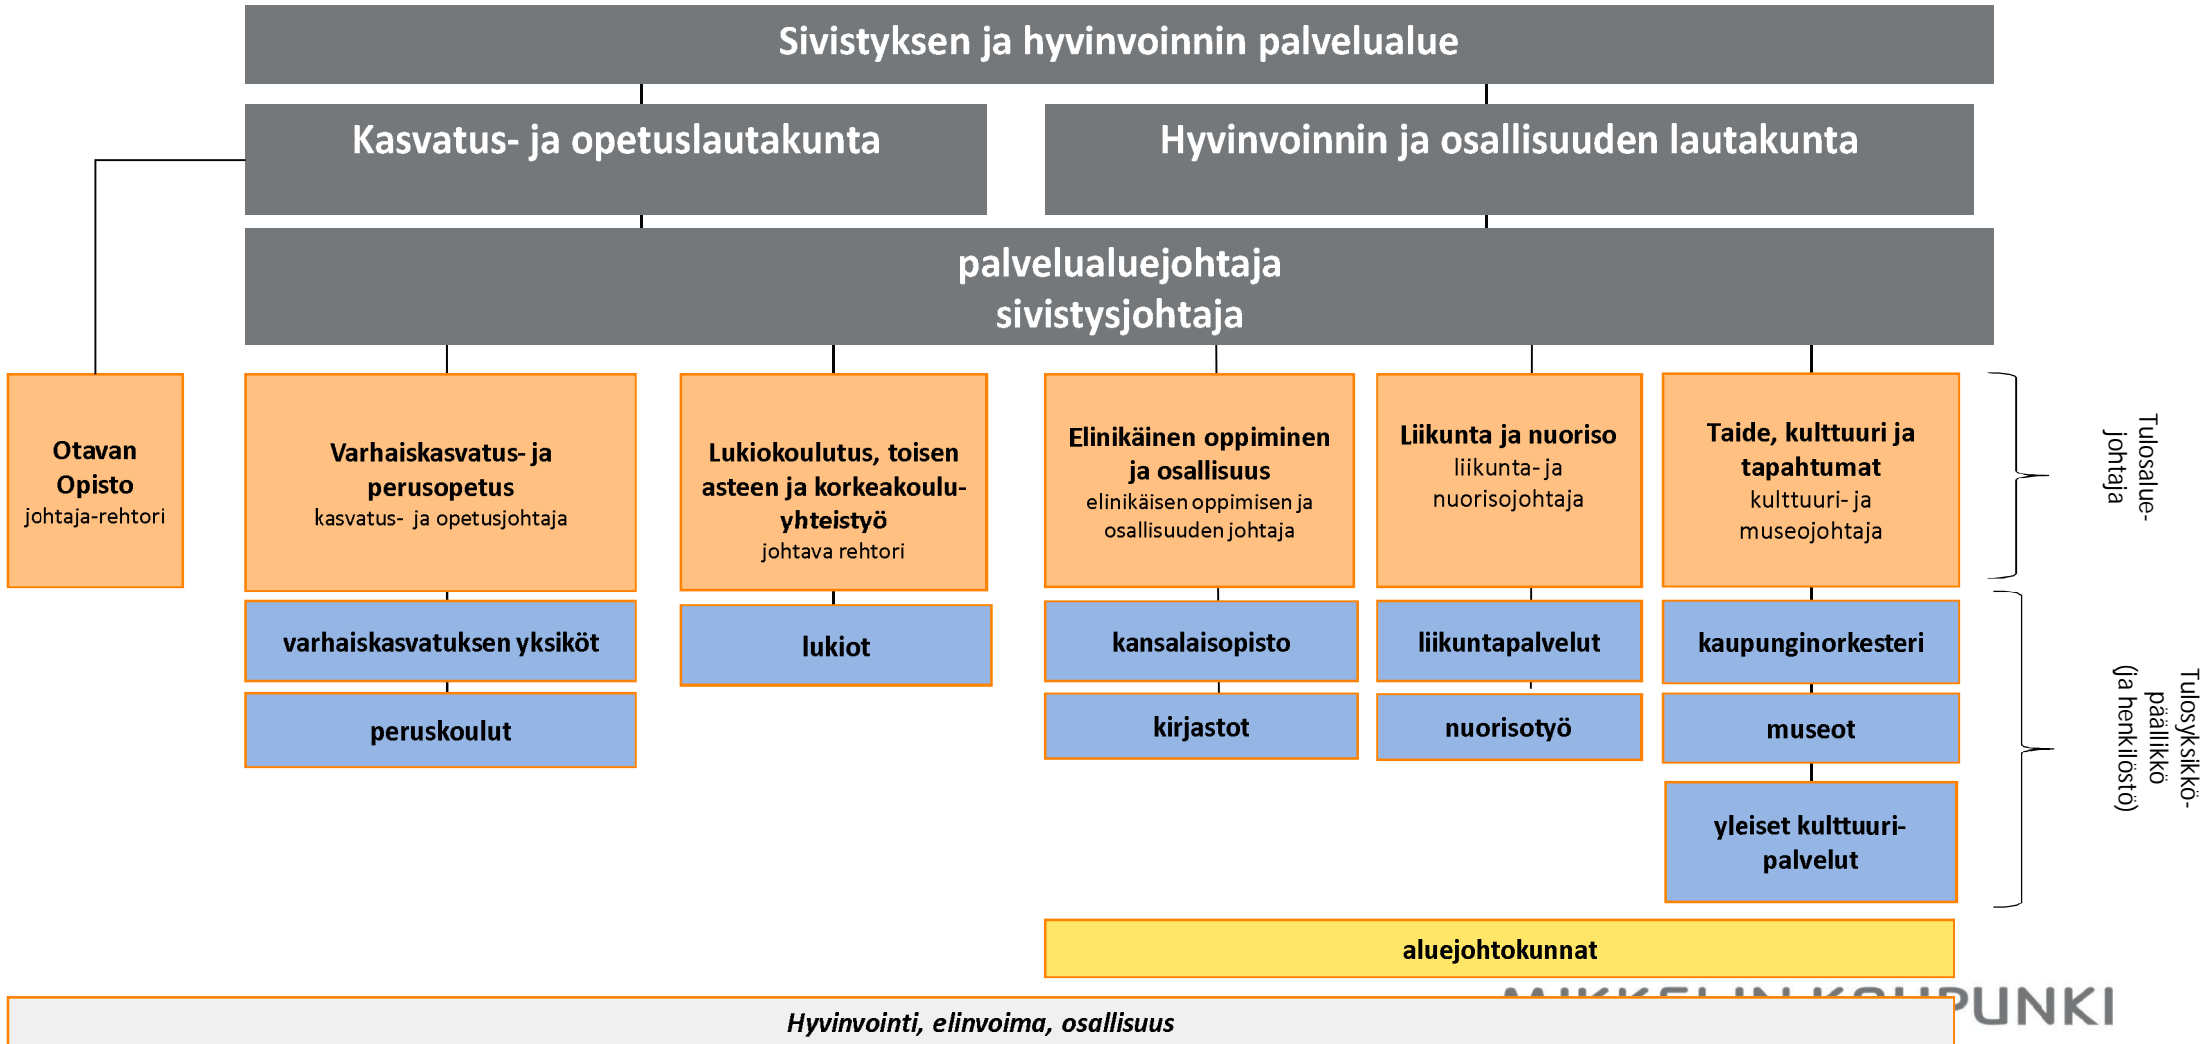 Sivistyksen ja hyvinvoinnin palvelualue
Kasvatus- ja opetuslautakunta
Hyvinvoinnin ja osallisuuden lautakunta
palvelualuejohtaja
sivistysjohtaja
Otavan
Opisto
johtaja-rehtori
Varhaiskasvatus- ja
perusopetus
kasvatus- ja opetusjohtaja
Lukiokoulutus, toisen
asteen ja korkeakoulu-
yhteistyö
johtava rehtori
Elinikäinen oppiminen
ja osallisuus
elinikäisen oppimisen ja
osallisuuden johtaja
Liikunta ja nuoriso
liikunta- ja
nuorisojohtaja
Taide, kulttuuri ja
tapahtumat
kulttuuri- ja
museojohtaja
Tulosalue-
johtaja
varhaiskasvatuksen yksiköt
peruskoulut
lukiot
kansalaisopisto
kirjastot
liikuntapalvelut
nuorisotyö
kaupunginorkesteri
museot
yleiset kulttuuri-
palvelut
Tulosyksikkö-
päällikkö
(ja henkilöstö)
aluejohtokunnat
MIKKELIN KAUPUNKI
Hyvinvointi, elinvoima, osallisuus